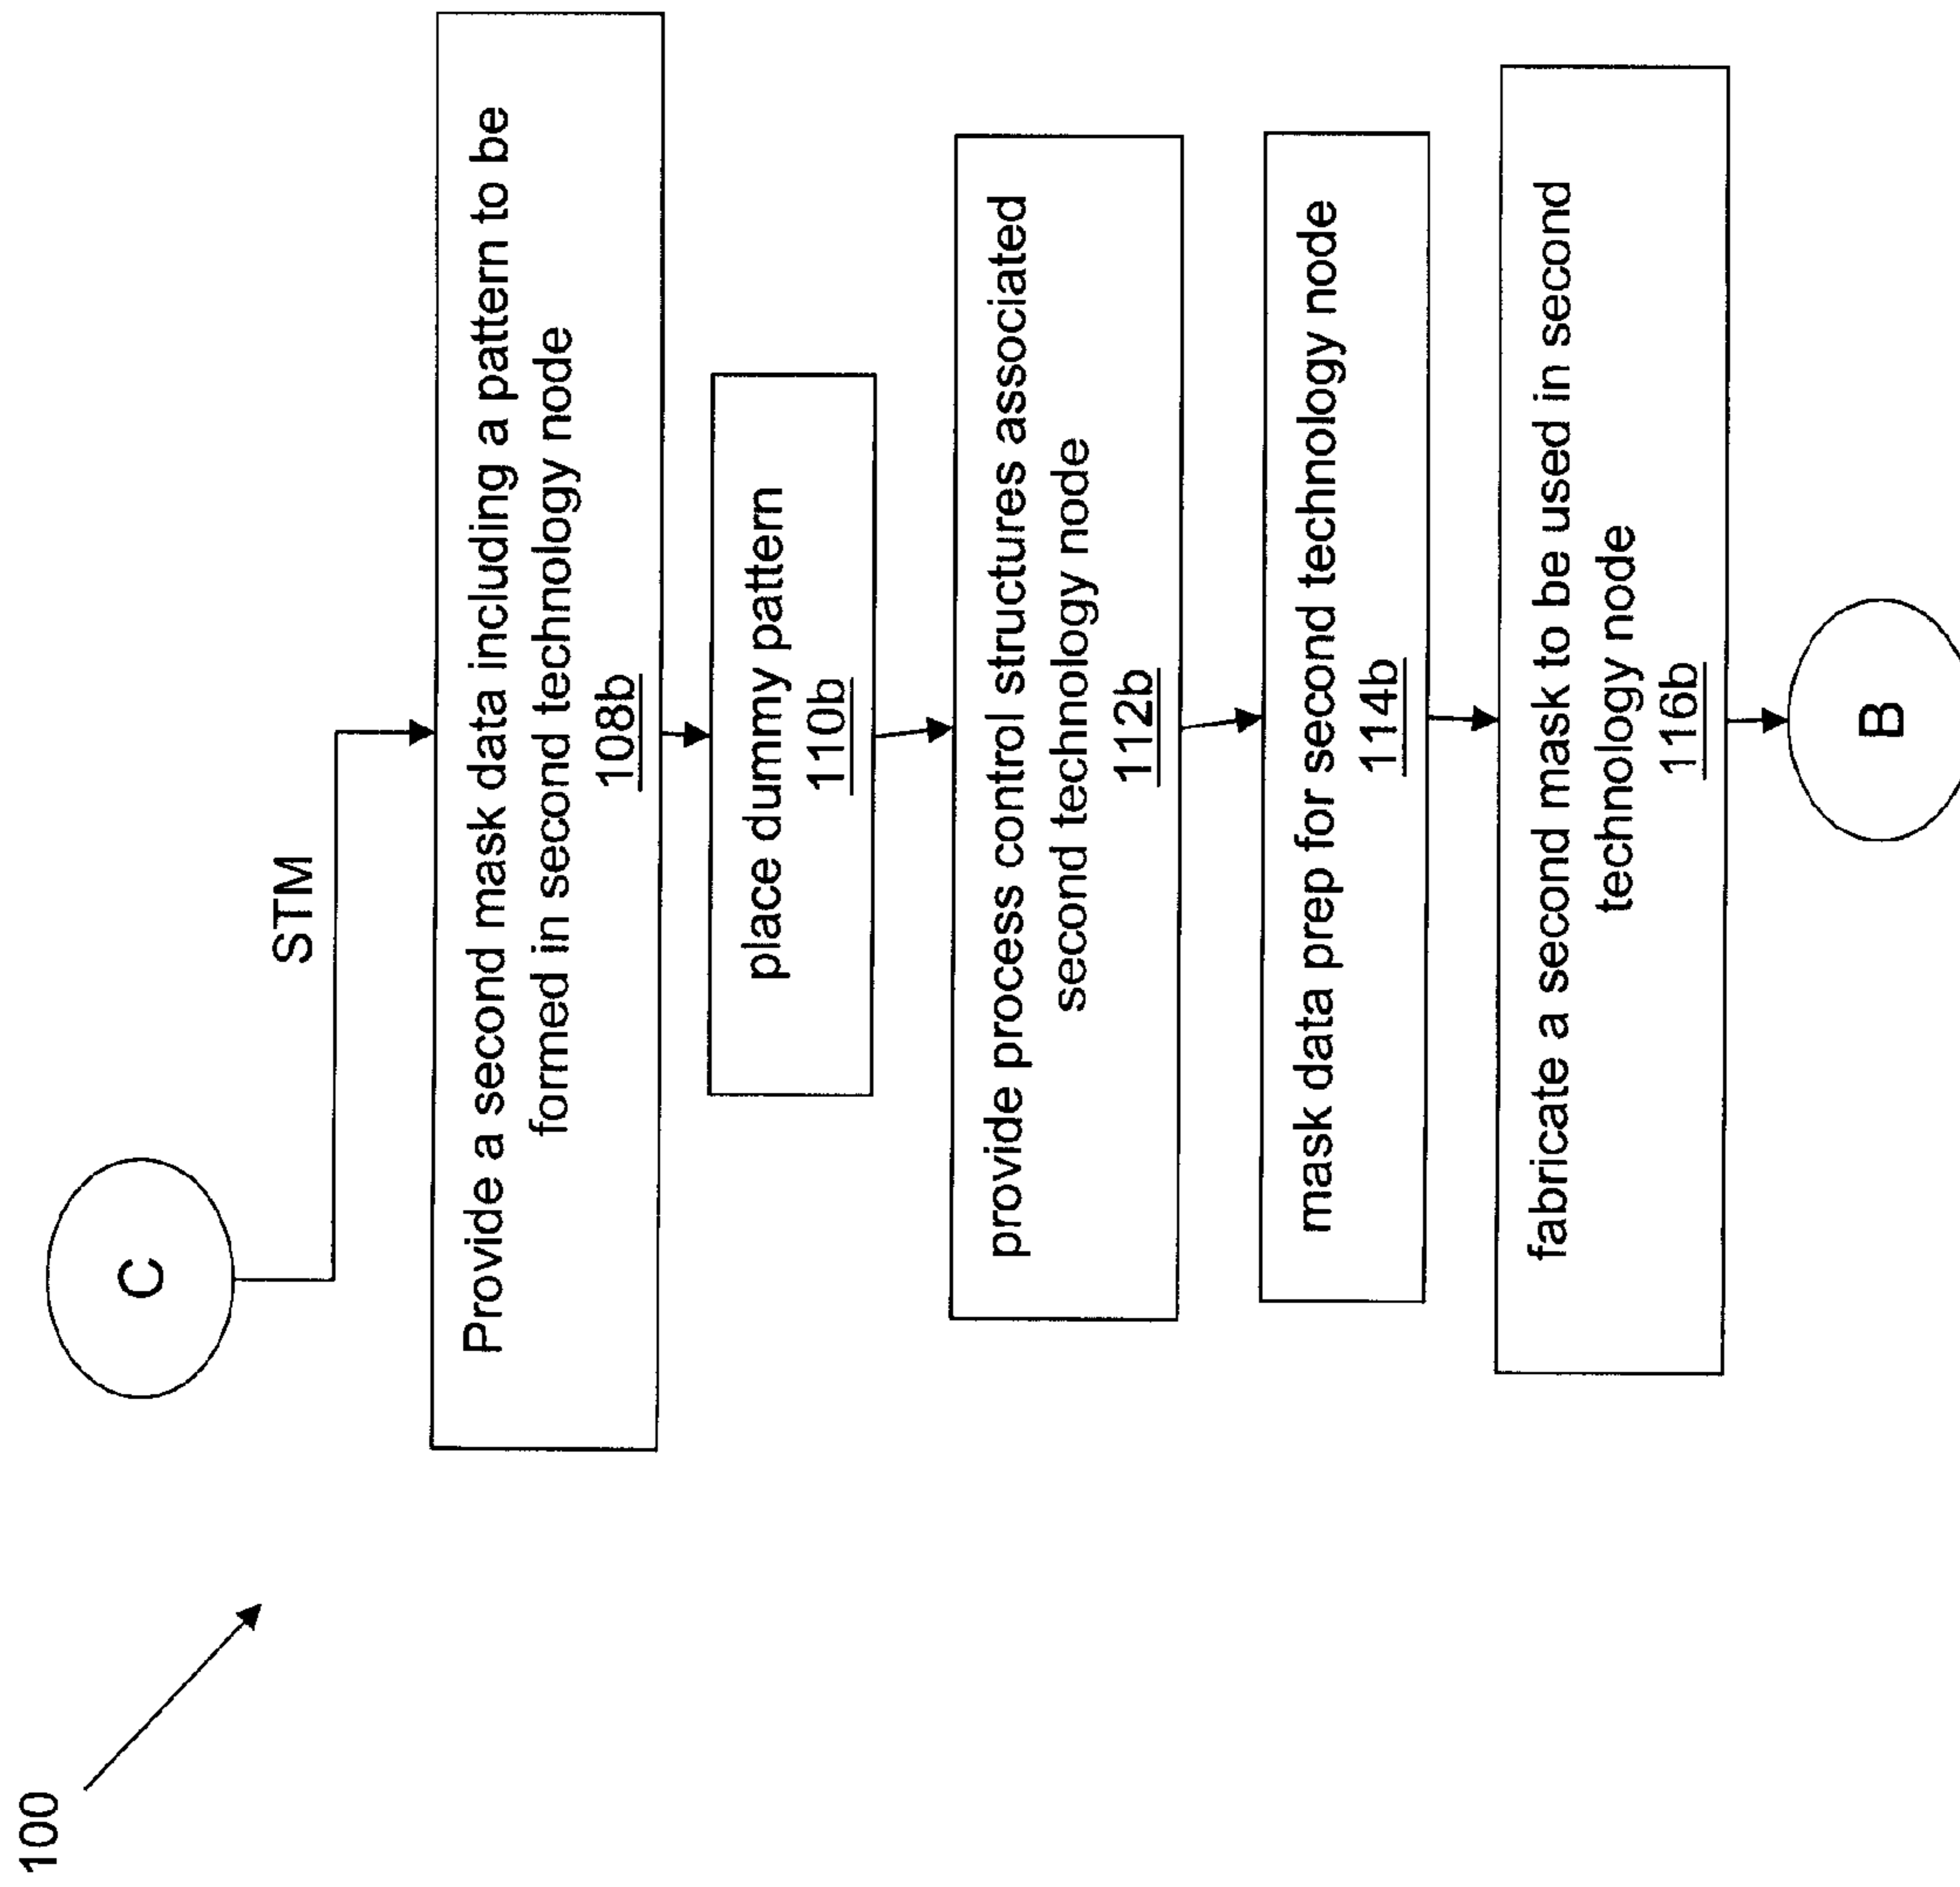 100
C
STM
Provide a second mask data including a pattern to be
formed in second technology node
108b
place dummy pattern
110b
provide process control structures associated
second technology node
112b
mask data prep for second technology node
114b
fabricate a second mask to be used in second
technology node
116b
B